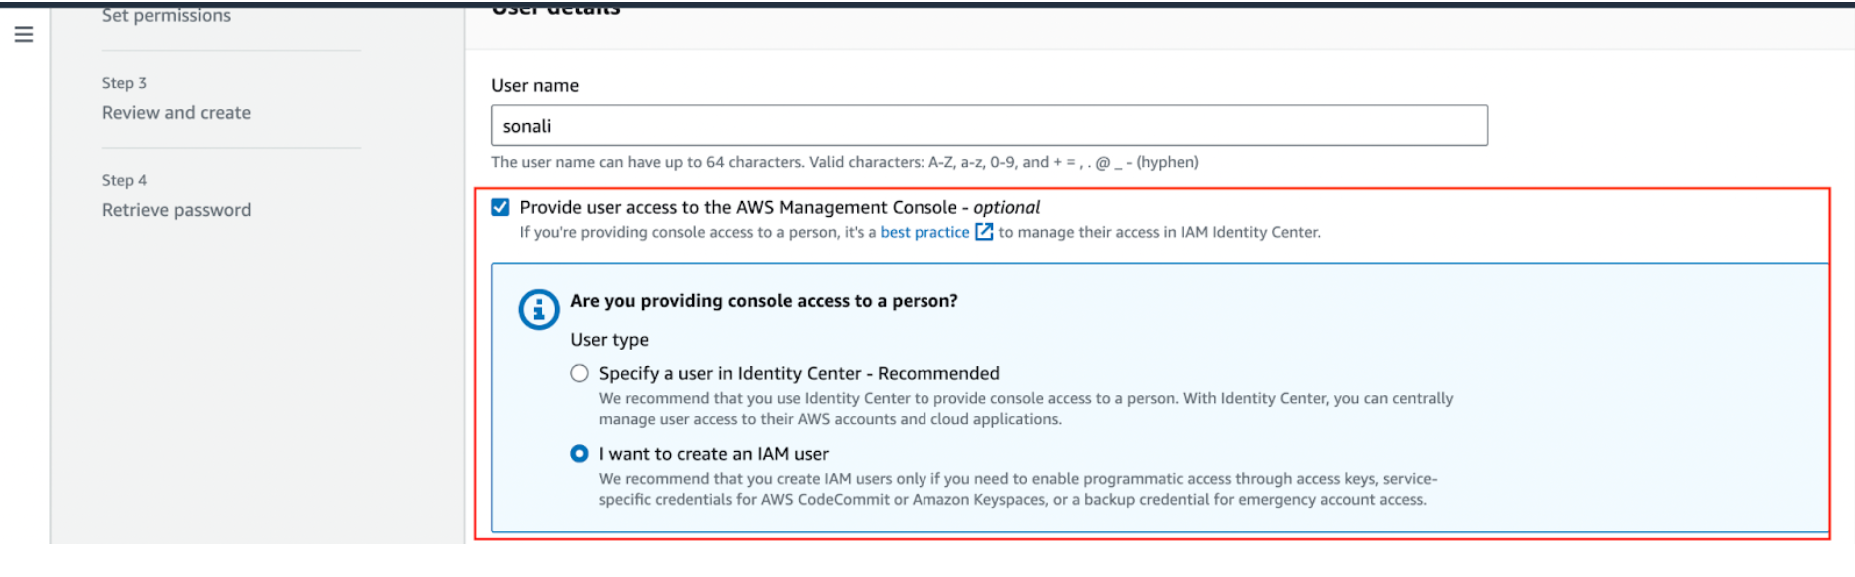 Set permissions
Step 3
Review and create
Step 4
Retrieve password
User details
User name
sonali
The user name can have up to 64 characters. Valid characters: A-Z, a-z, 0-9, and + = , . @ _ - (hyphen)
Provide user access to the AWS Management Console - optional
If you're providing console access to a person, it's a best practice to manage their access in IAM Identity Center.
Are you providing console access to a person?
User type
Specify a user in Identity Center - Recommended
We recommend that you use Identity Center to provide console access to a person. With Identity Center, you can centrally
manage user access to their AWS accounts and cloud applications.
I want to create an IAM user
We recommend that you create IAM users only if you need to enable programmatic access through access keys, service-
specific credentials for AWS CodeCommit or Amazon Keyspaces, or a backup credential for emergency account access.